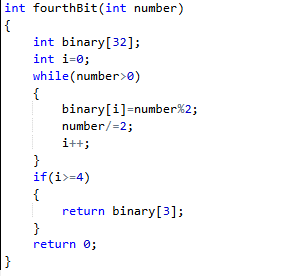 int fourthBit(int number)
{
    int binary[32];
    int i=0;
    while(number>0)
    {
        binary[i]=number%2;
        number/=2;
        i++;
    }
    if(i>=4)
    {
        return binary[3];
    }
    return 0;
}